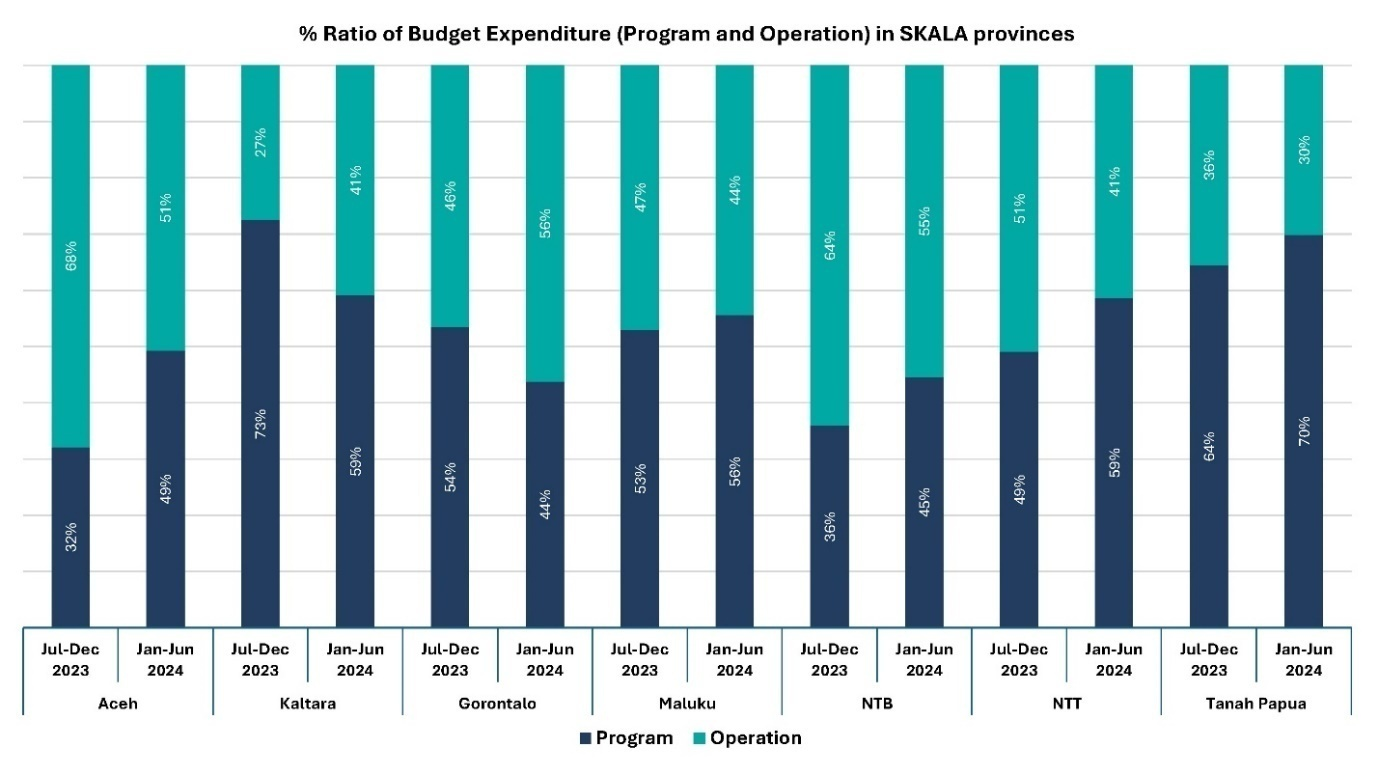 % Ratio of Budget Expenditure (Program and Operation) in SKALA provinces
68% 51% 27% 41% 46% 56% 47% 44% 64% 55% 51% 41% 36% 30%
32% 49% 73% 59% 54% 44% 53% 56% 36% 45% 49% 59% 64% 70%
Jul-Dec Jan-Jun Jul-Dec Jan-Jun Jul-Dec Jan-Jun Jul-Dec Jan-Jun Jul-Dec Jan-Jun Jul-Dec Jan-Jun Jul-Dec Jan-Jun
2023 2024 2023 2024 2023 2024 2023 2024 2023 2024 2023 2024 2023 2024
Aceh Kaltara Gorontalo Maluku NTB NTT Tanah Papua
Program Operation